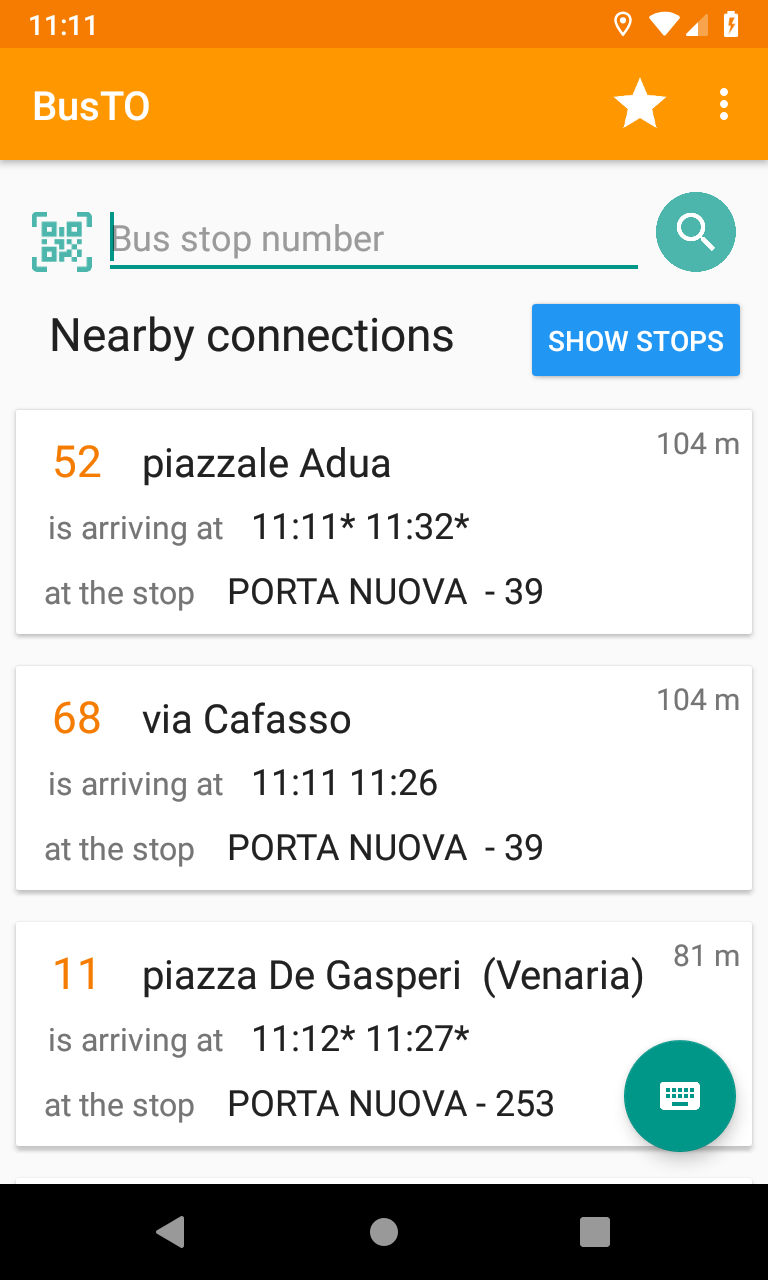 11:11
BusTO
Bus stop number
Nearby connections
SHOW STOPS
52 piazzale Adua 104 m
is arriving at 11:11* 11:32*
at the stop PORTA NUOVA - 39
68 via Cafasso 104 m
is arriving at 11:11 11:26
at the stop PORTA NUOVA - 39
11 piazza De Gasperi (Venaria) 81 m
is arriving at 11:12* 11:27*
at the stop PORTA NUOVA - 253